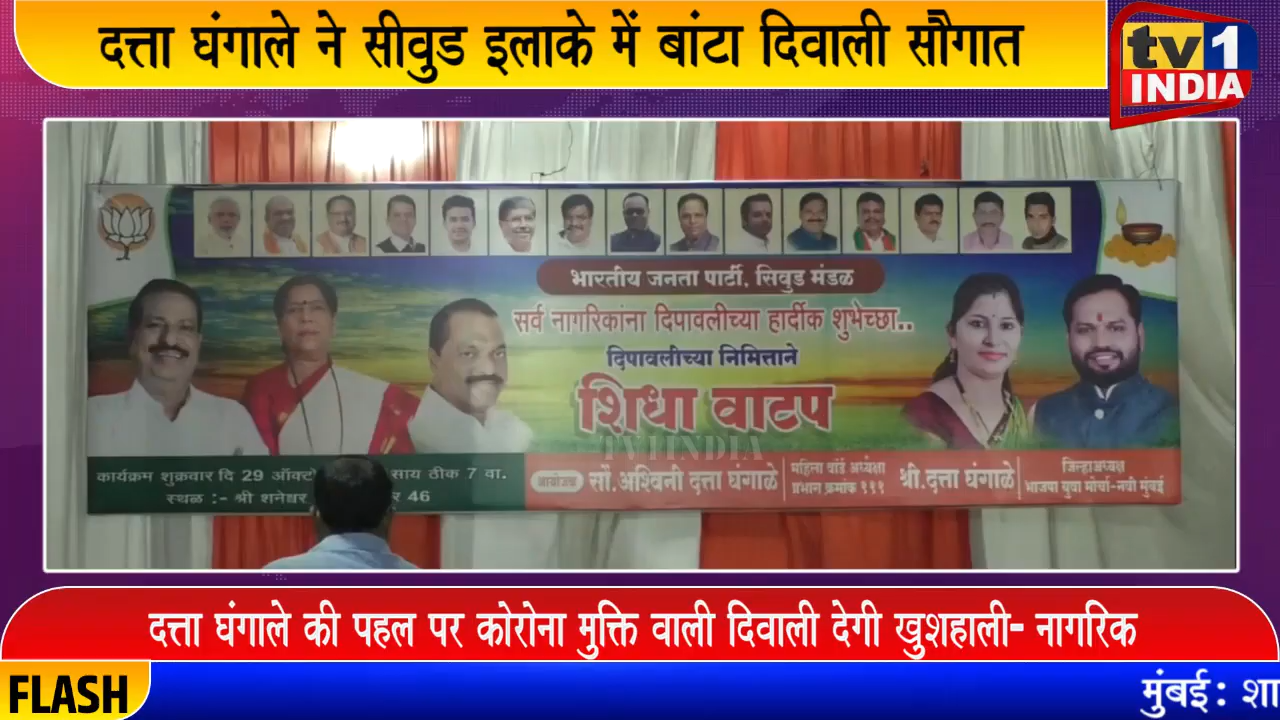 दत्ता घंगाले ने सीवुड इलाके में बांटा दिवाली सौगात
tv1
INDIA
भारतीय जनता पार्टी, सिवुड मंडळ
सर्व नागरिकांना दिपावलीच्या हार्दीक शुभेच्छा..
दिपावलीच्या निमित्ताने
शिधा वाटप
TV1INDIA
कार्यक्रम शुक्रवार दि 29 ऑक्टो साय ठीक 7 वा.
स्थळ :- श्री शनेश्वर र 46
आयोजक सौ. अश्विनी दत्ता घंगाळे महिला वॉर्ड अध्यक्षा प्रभाग क्रमांक १११ श्री. दत्ता घंगाळे जिल्हाअध्यक्ष भाजपा युवा मोर्चा-नवी मुंबई
दत्ता घंगाले की पहल पर कोरोना मुक्ति वाली दिवाली देगी खुशहाली- नागरिक
FLASH
मुंबई: शा